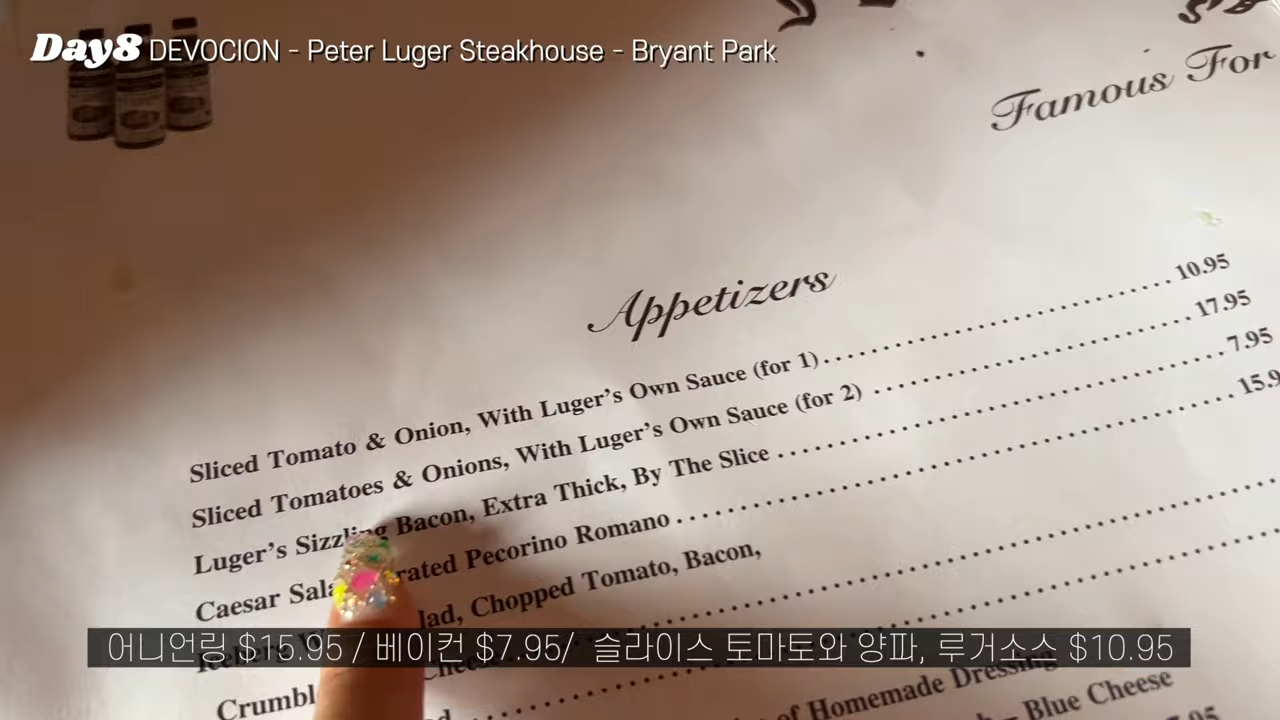 Day8 DEVOCION - Peter Luger Steakhouse - Bryant Park
Famous For
Appetizers
Sliced Tomato & Onion, With Luger's Own Sauce (for 1) 10.95
Sliced Tomatoes & Onions, With Luger's Own Sauce (for 2) 17.95
Luger's Sizzling Bacon, Extra Thick, By The Slice 7.95
Caesar Pecorino Romano 15.9
Chopped Tomato, Bacon,
of Homemade Dressing
Blue Cheese
어니언링 $15.95 / 베이컨 $7.95/ 슬라이스 토마토와 양파, 루거소스 $10.95